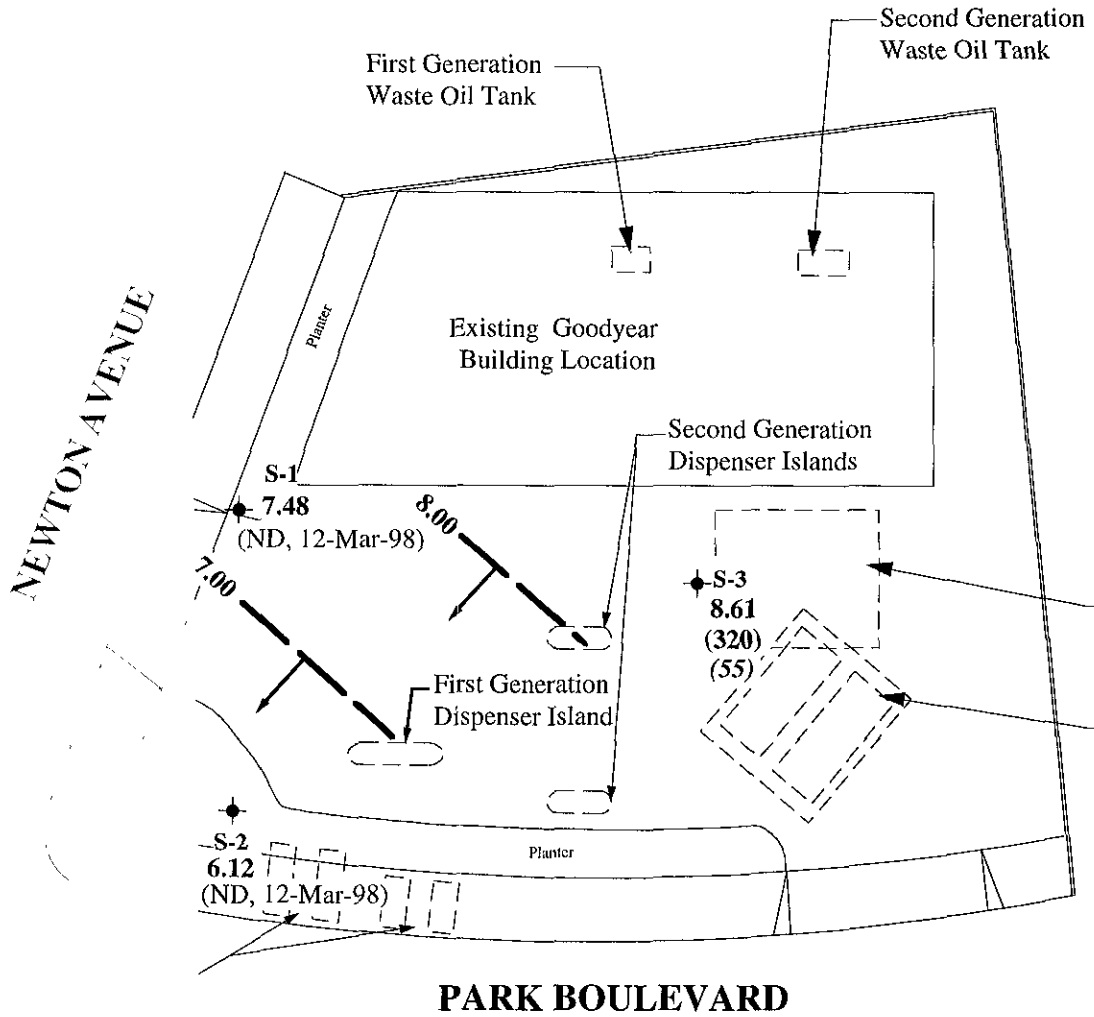 Second Generation
Waste Oil Tank
First Generation
Waste Oil Tank
Planter
Existing Goodyear
Building Location
NEWTON AVENUE
Second Generation
Dispenser Islands
S-1
7.48
(ND, 12-Mar-98)
8.00
7.00
S-3
8.61
(320)
(55)
First Generation
Dispenser Island
S-2
6.12
(ND, 12-Mar-98)
Planter
PARK BOULEVARD